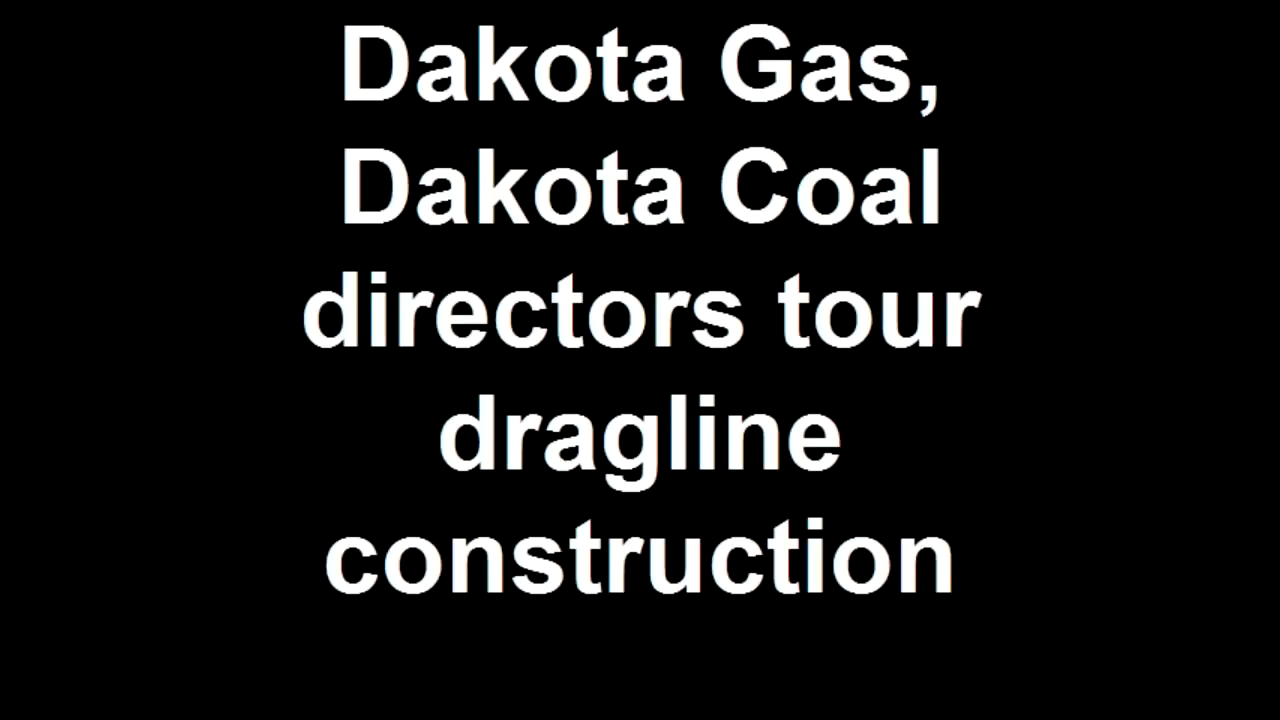 Dakota Gas,
Dakota Coal
directors tour
dragline
construction